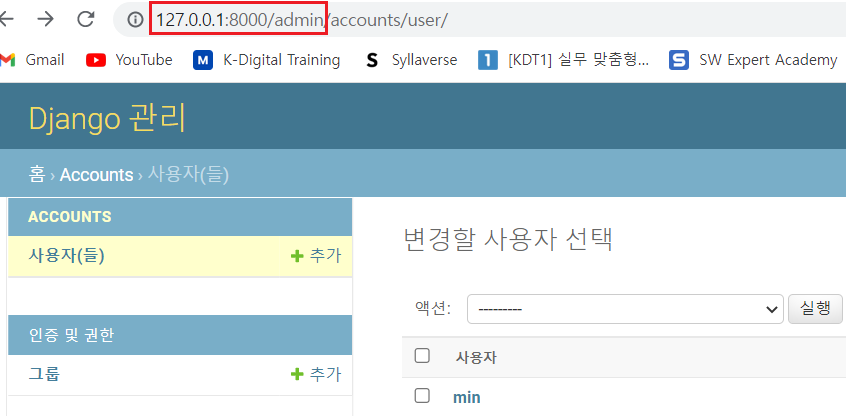 127.0.0.1:8000/admin/accounts/user/
Gmail YouTube K-Digital Training Syllaverse [KDT1] 실무 맞춤형... SW Expert Academy
Django 관리
홈 › Accounts › 사용자(들)
ACCOUNTS
사용자(들) 추가
인증 및 권한
그룹 추가
변경할 사용자 선택
액션: --------- 실행
사용자
min